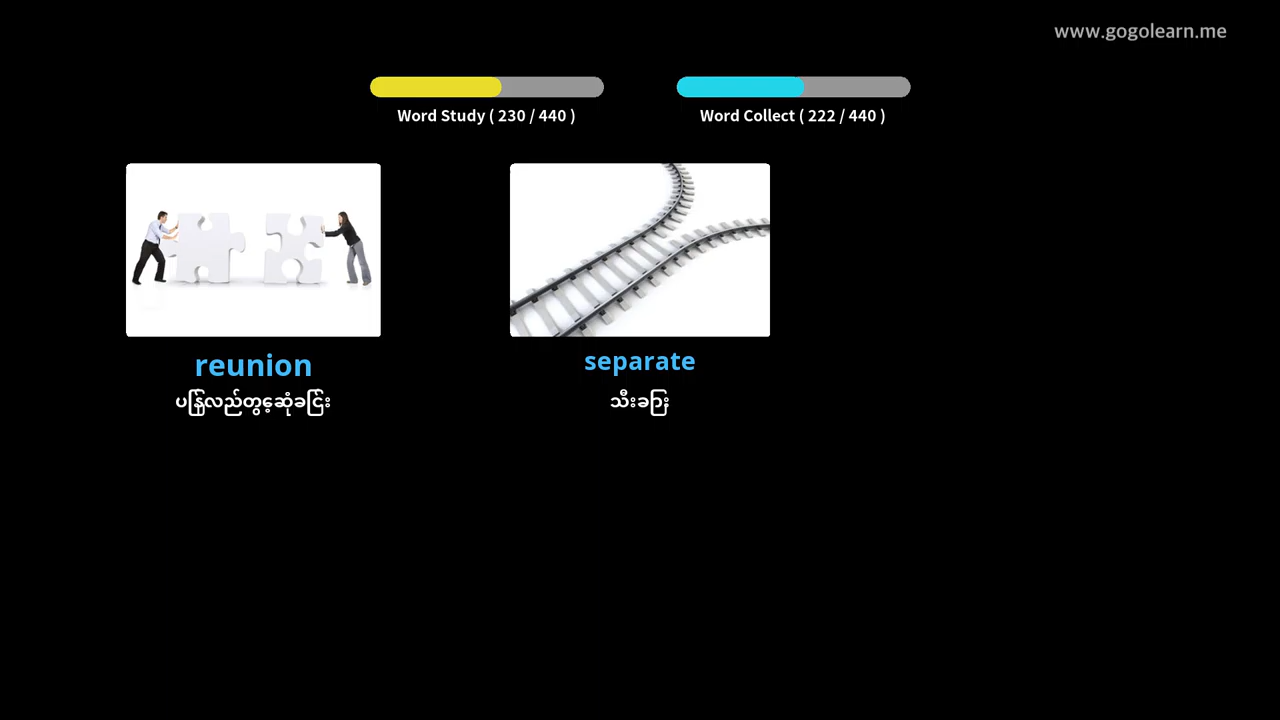 www.gogolearn.me
Word Study ( 230 / 440 )
Word Collect ( 222 / 440 )
reunion
ပြန်လည်တွေ့ဆုံခြင်း
separate
သီးခြား